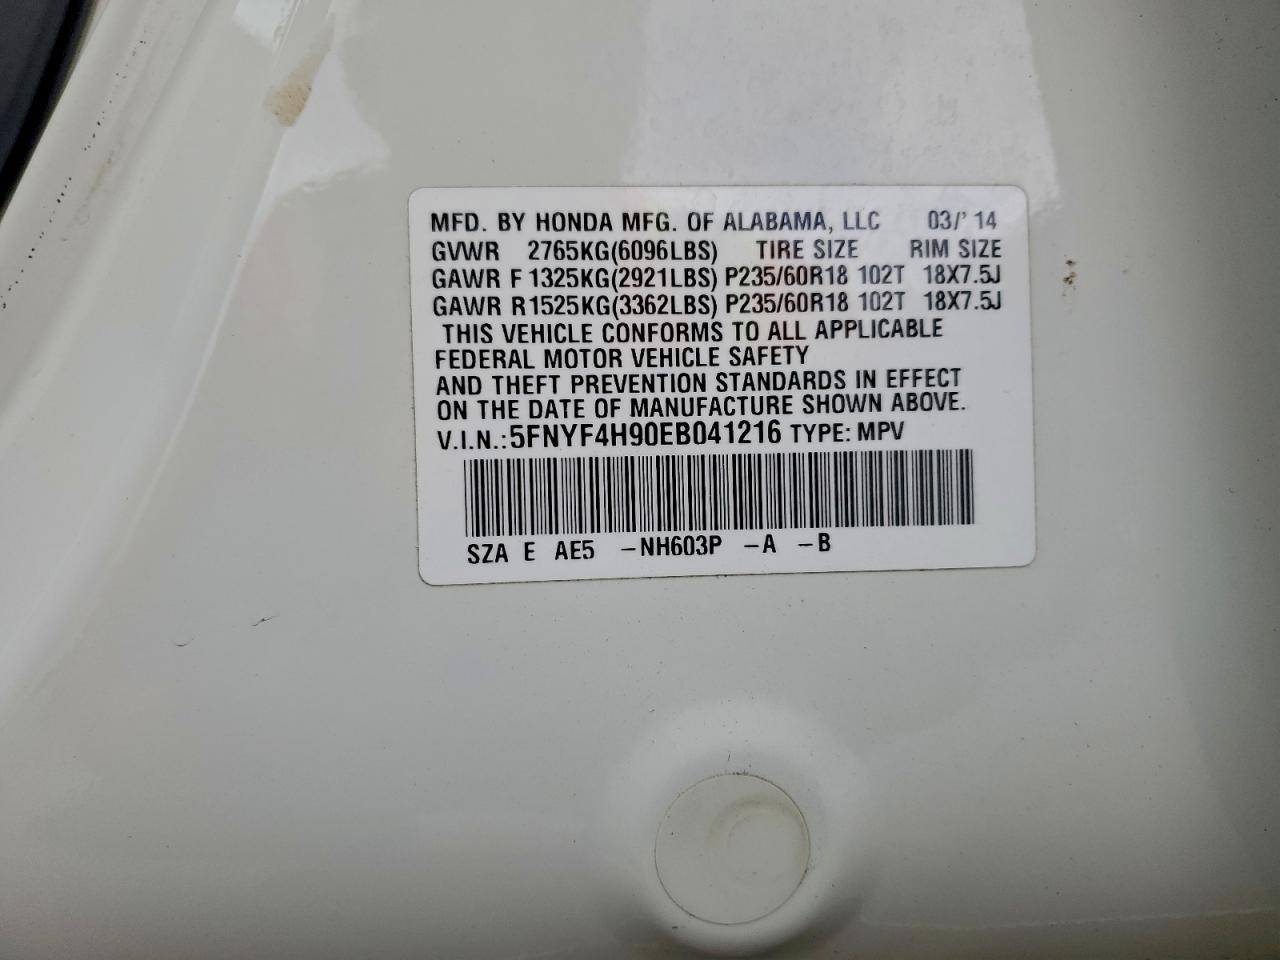 MFD. BY HONDA MFG. OF ALABAMA, LLC 03/'14
GVWR 2765KG(6096LBS) TIRE SIZE RIM SIZE
GAWR F 1325KG(2921LBS) P235/60R18 102T 18X7.5J
GAWR R 1525KG(3362LBS) P235/60R18 102T 18X7.5J
THIS VEHICLE CONFORMS TO ALL APPLICABLE
FEDERAL MOTOR VEHICLE SAFETY
AND THEFT PREVENTION STANDARDS IN EFFECT
ON THE DATE OF MANUFACTURE SHOWN ABOVE.
V.I.N.: 5FNYF4H90EB041216 TYPE: MPV
SZA E AE5 -NH603P -A -B